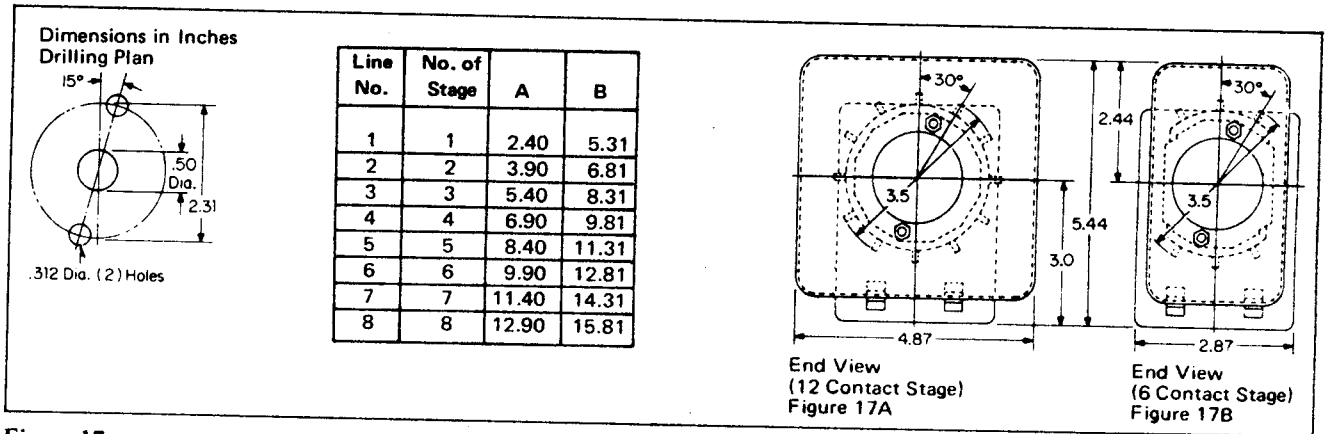 Dimensions in Inches
Drilling Plan
15°
.50
Dia.
2.31
.312 Dia. (2) Holes
Line No. No. of Stage A B
1 1 2.40 5.31
2 2 3.90 6.81
3 3 5.40 8.31
4 4 6.90 9.81
5 5 8.40 11.31
6 6 9.90 12.81
7 7 11.40 14.31
8 8 12.90 15.81
30°
3.5
5.44
3.0
4.87
End View
(12 Contact Stage)
Figure 17A
2.44
30°
3.5
2.87
End View
(6 Contact Stage)
Figure 17B